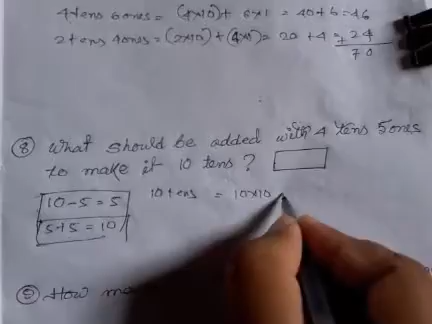 4 tens 6 ones = (4×10) + 6×1 = 40+6 = 46
2 tens 4 ones = (2×10) + (4×1) = 20 +4 = +24
70
⑧ What should be added with 4 tens 5 ones
to make it 10 tens?
10-5 = 5
10 tens = 10×10
5+5 = 10
⑨ How